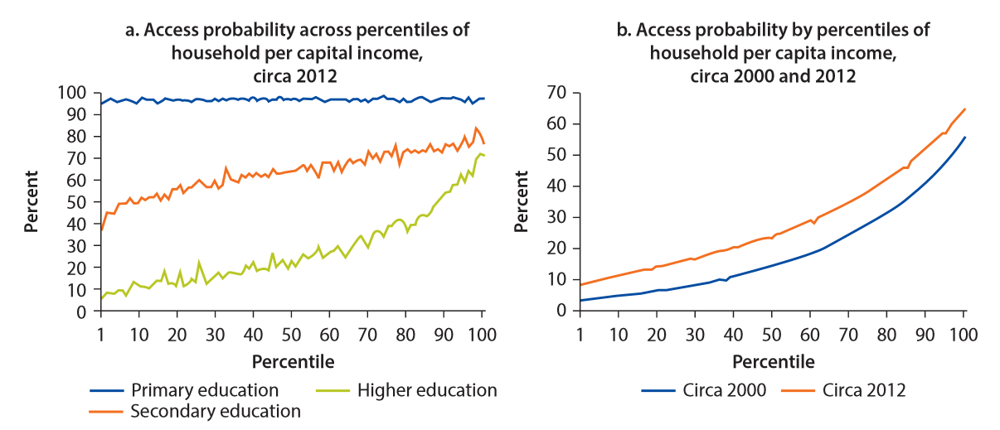 a. Access probability across percentiles of
household per capital income,
circa 2012
100
90
80
70
60
50
40
30
20
10
0
Percent
1 10 20 30 40 50 60 70 80 90 100
Percentile
Primary education
Higher education
Secondary education
b. Access probability by percentiles of
household per capita income,
circa 2000 and 2012
70
60
50
40
30
20
10
0
Percent
1 10 20 30 40 50 60 70 80 90 100
Percentile
Circa 2000
Circa 2012